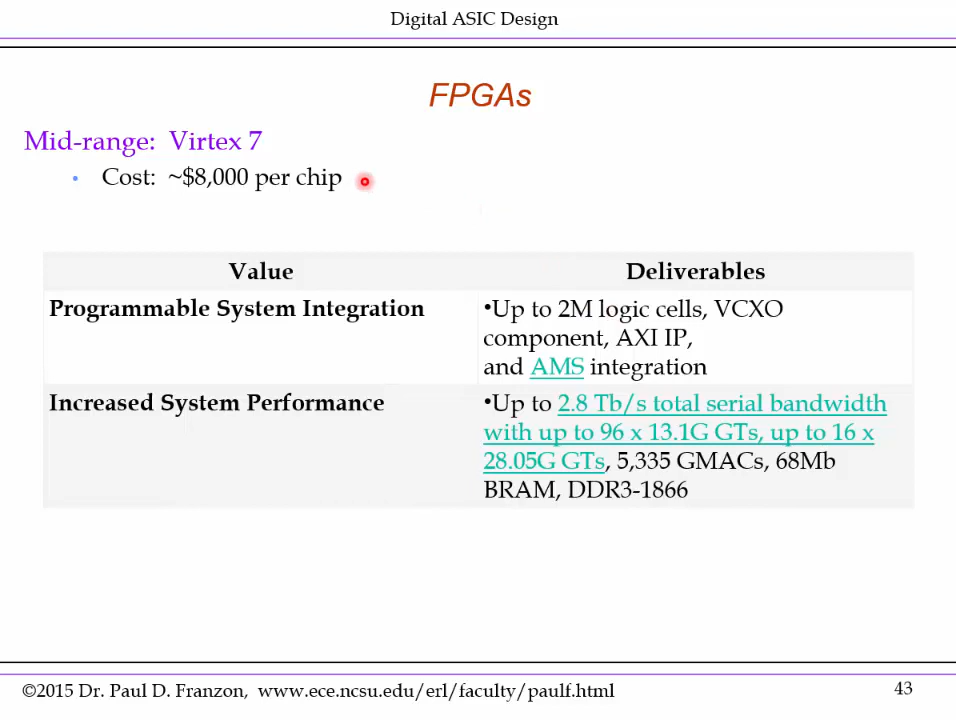 Digital ASIC Design
FPGAs
Mid-range: Virtex 7
• Cost: ~$8,000 per chip
Value Deliverables
Programmable System Integration
•Up to 2M logic cells, VCXO
component, AXI IP,
and AMS integration
Increased System Performance
•Up to 2.8 Tb/s total serial bandwidth
with up to 96 x 13.1G GTs, up to 16 x
28.05G GTs, 5,335 GMACs, 68Mb
BRAM, DDR3-1866
©2015 Dr. Paul D. Franzon, www.ece.ncsu.edu/erl/faculty/paulf.html 43